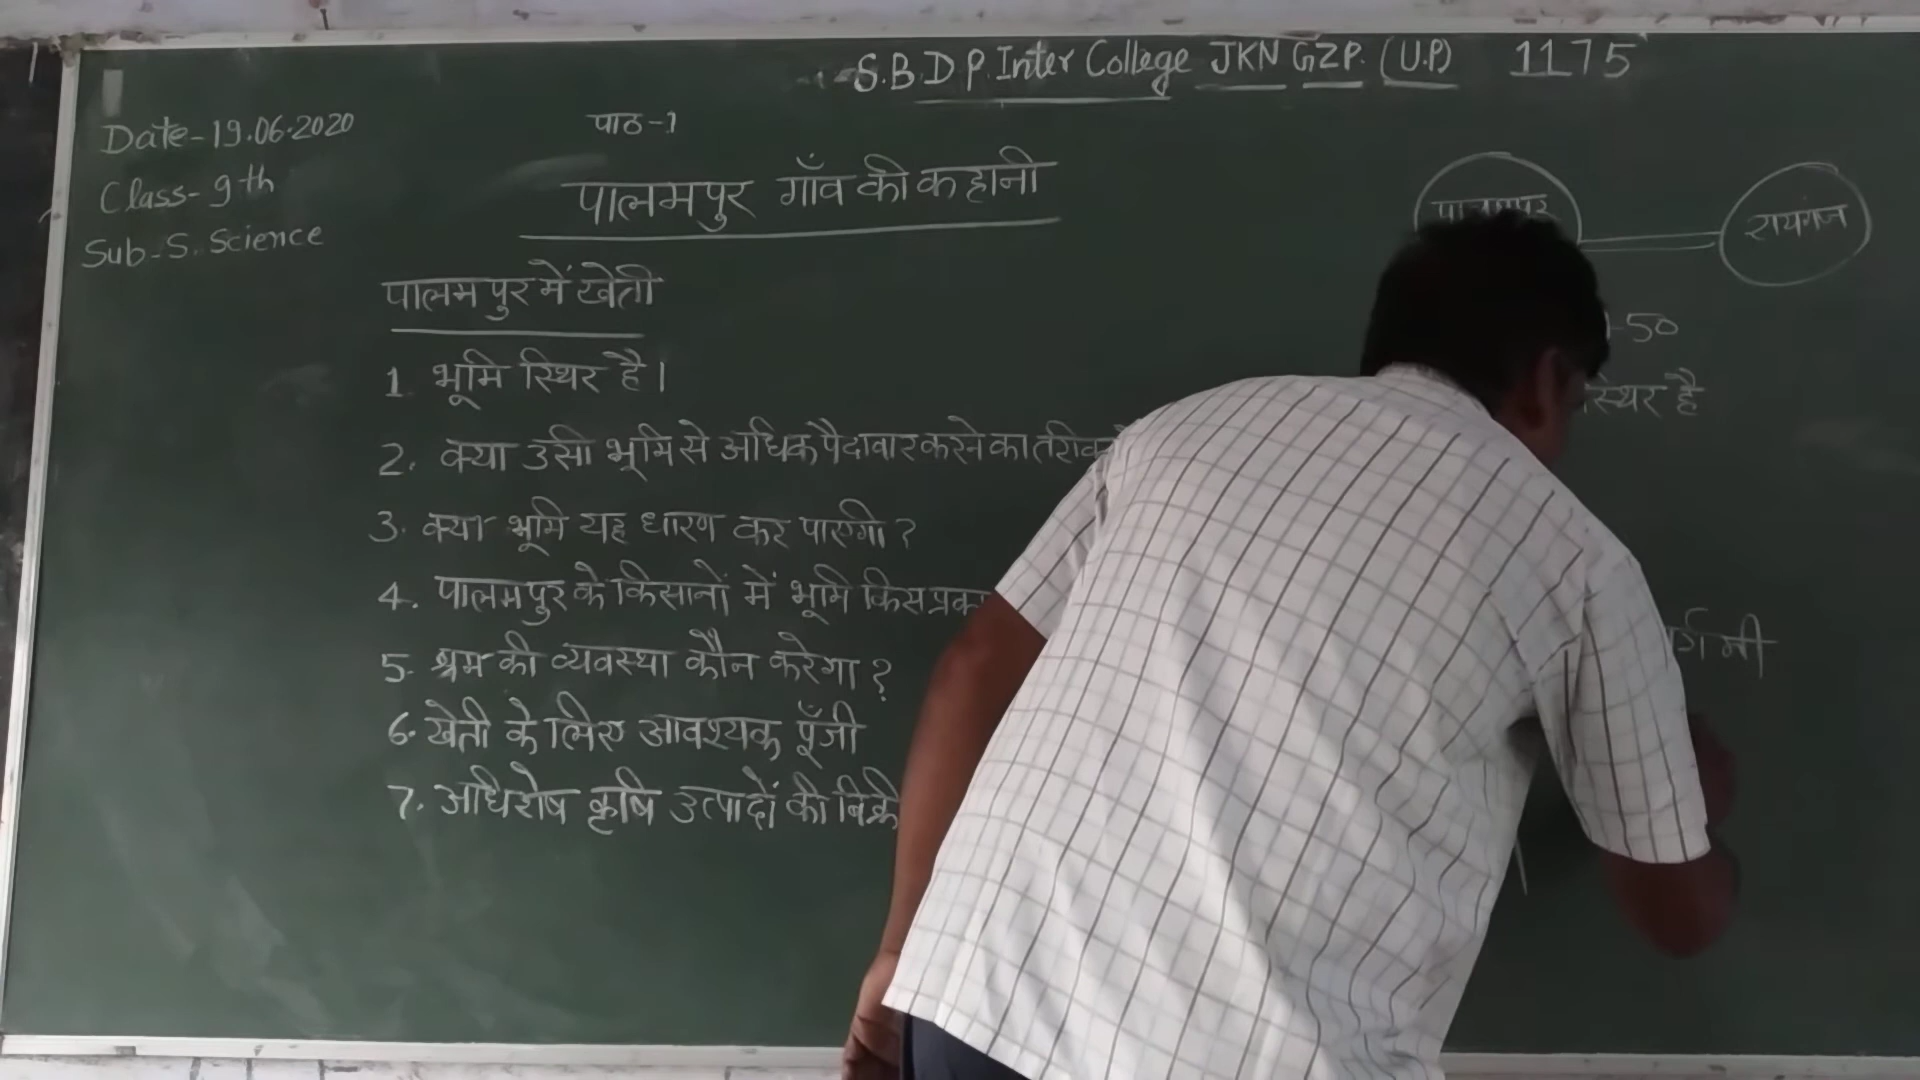 S.B.D.P. Inter College JKN GZP. (U.P) 1175
Date-19.06.2020
Class-9th
Sub-S. Science
पाठ-1
पालमपुर गाँव की कहानी
पालमपुर में खेती
1. भूमि स्थिर है।
2. क्या उसी भूमि से अधिक पैदावार करने का
3. क्या भूमि यह धारण कर पाएगी?
4. पालमपुर के किसानों में भूमि किस
5. श्रम की व्यवस्था कौन करेगा?
6. खेती के लिए आवश्यक पूँजी
7. अधिशेष कृषि उत्पादों की
पालमपुर
रायगंज
-50
है